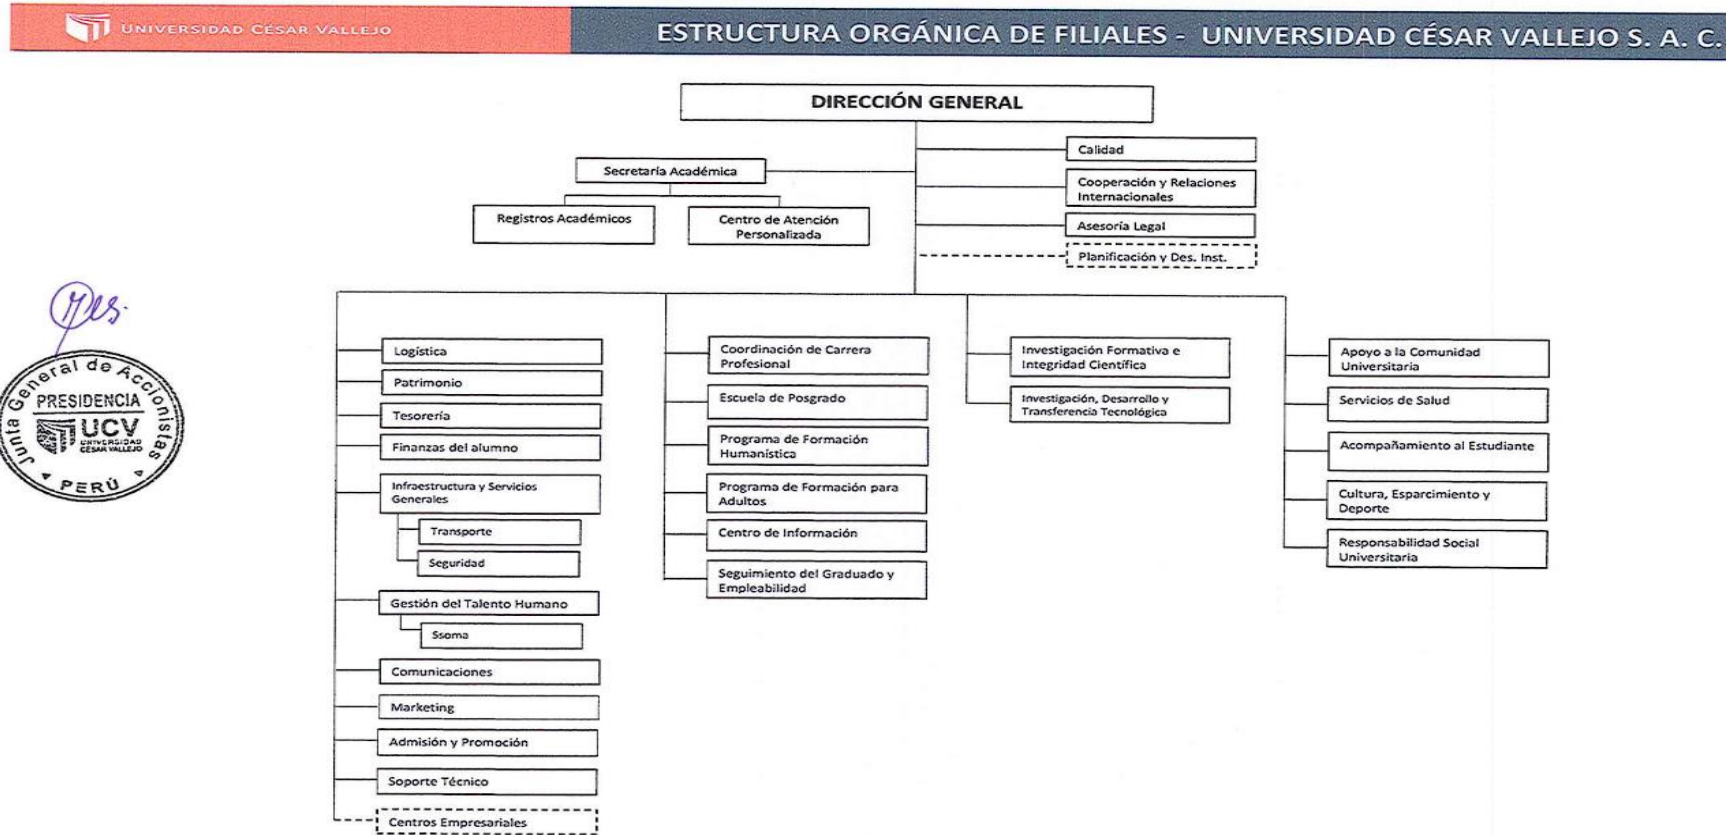 UNIVERSIDAD CÉSAR VALLEJO
ESTRUCTURA ORGÁNICA DE FILIALES - UNIVERSIDAD CÉSAR VALLEJO S. A. C.
DIRECCIÓN GENERAL
Calidad
Secretaría Académica
Cooperación y Relaciones
Internacionales
Registros Académicos
Centro de Atención
Personalizada
Asesoría Legal
Planificación y Des. Inst.
Junta General de Accionistas
PRESIDENCIA
UCV
UNIVERSIDAD
CÉSAR VALLEJO
PERÚ
Logística
Patrimonio
Tesorería
Finanzas del alumno
Infraestructura y Servicios
Generales
Transporte
Seguridad
Gestión del Talento Humano
Ssoma
Comunicaciones
Marketing
Admisión y Promoción
Soporte Técnico
Centros Empresariales
Coordinación de Carrera
Profesional
Escuela de Posgrado
Programa de Formación
Humanística
Programa de Formación para
Adultos
Centro de Información
Seguimiento del Graduado y
Empleabilidad
Investigación Formativa e
Integridad Científica
Investigación, Desarrollo y
Transferencia Tecnológica
Apoyo a la Comunidad
Universitaria
Servicios de Salud
Acompañamiento al Estudiante
Cultura, Esparcimiento y
Deporte
Responsabilidad Social
Universitaria